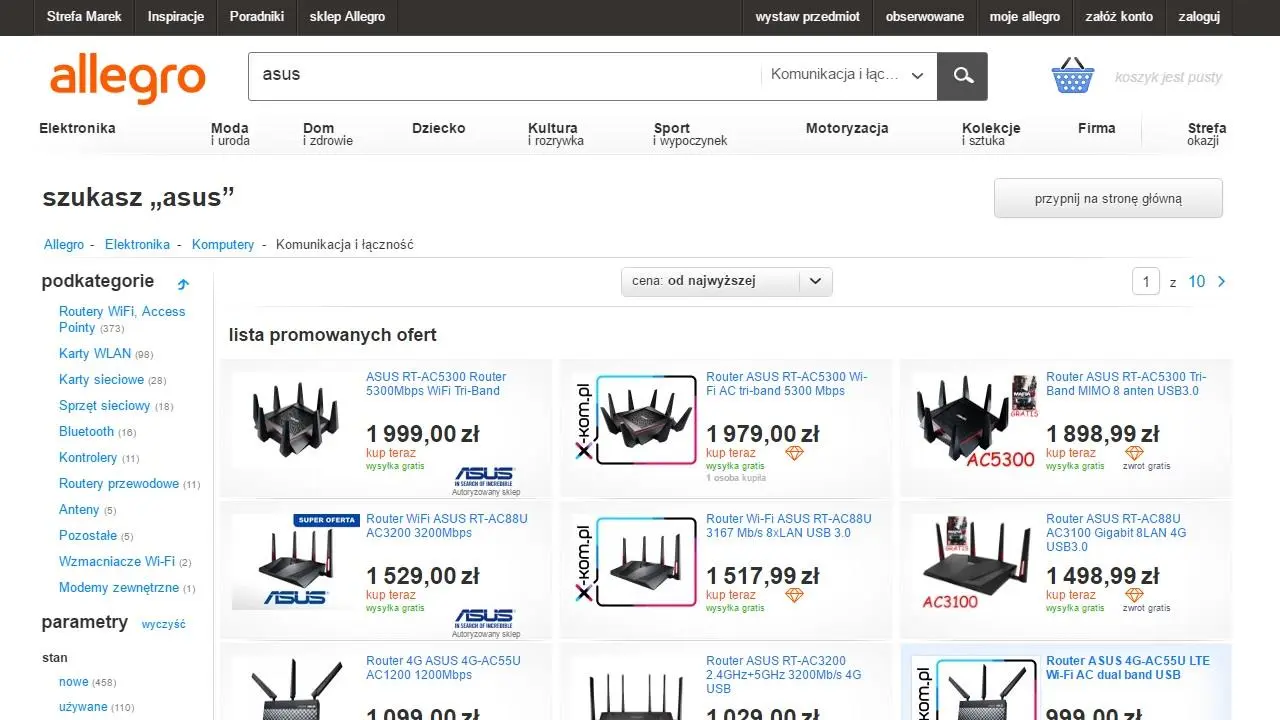 Strefa Marek Inspiracje Poradniki sklep Allegro wystaw przedmiot obserwowane moje allegro załóż konto zaloguj
allegro asus Komunikacja i łąc... koszyk jest pusty
Elektronika Moda i uroda Dom i zdrowie Dziecko Kultura i rozrywka Sport i wypoczynek Motoryzacja Kolekcje i sztuka Firma Strefa okazji
szukasz „asus” przypnij na stronę główną
Allegro - Elektronika - Komputery - Komunikacja i łączność
podkategorie
Routery WiFi, Access
Pointy (373)
Karty WLAN (98)
Karty sieciowe (28)
Sprzęt sieciowy (18)
Bluetooth (16)
Kontrolery (11)
Routery przewodowe (11)
Anteny (5)
Pozostałe (5)
Wzmacniacze Wi-Fi (2)
Modemy zewnętrzne (1)
parametry wyczyść
stan
nowe (458)
używane (110)
cena: od najwyższej 1 z 10
lista promowanych ofert
ASUS RT-AC5300 Router
5300Mbps WiFi Tri-Band
1 999,00 zł
kup teraz
wysyłka gratis
ASUS
IN SEARCH OF INCREDIBLE
Autoryzowany sklep
x-kom.pl
Router ASUS RT-AC5300 Wi-
Fi AC tri-band 5300 Mbps
1 979,00 zł
kup teraz
wysyłka gratis
1 osoba kupiła
MAFIA
GRATIS
AC5300
Router ASUS RT-AC5300 Tri-
Band MIMO 8 anten USB3.0
1 898,99 zł
kup teraz
wysyłka gratis zwrot gratis
SUPER OFERTA
ASUS
Router WiFi ASUS RT-AC88U
AC3200 3200Mbps
1 529,00 zł
kup teraz
wysyłka gratis
ASUS
IN SEARCH OF INCREDIBLE
Autoryzowany sklep
x-kom.pl
Router Wi-Fi ASUS RT-AC88U
3167 Mb/s 8xLAN USB 3.0
1 517,99 zł
kup teraz
wysyłka gratis
GRATIS
AC3100
Router ASUS RT-AC88U
AC3100 Gigabit 8LAN 4G
USB3.0
1 498,99 zł
kup teraz
wysyłka gratis zwrot gratis
Router 4G ASUS 4G-AC55U
AC1200 1200Mbps
1 099,00 zł
Router ASUS RT-AC3200
2.4GHz+5GHz 3200Mb/s 4G
USB
1 029,00 zł
kom.pl
Router ASUS 4G-AC55U LTE
Wi-Fi AC dual band USB
999,00 zł